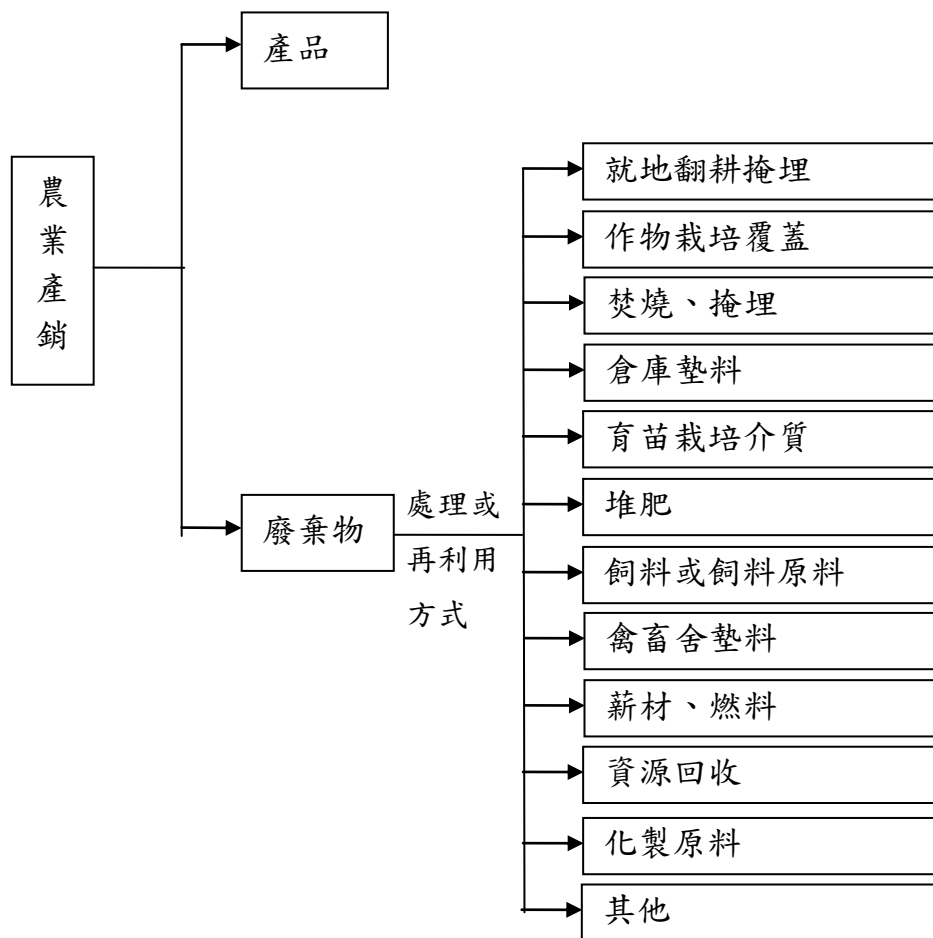 產品
農業產銷
就地翻耕掩埋
作物栽培覆蓋
焚燒、掩埋
倉庫墊料
育苗栽培介質
廢棄物
處理或
再利用
方式
堆肥
飼料或飼料原料
禽畜舍墊料
薪材、燃料
資源回收
化製原料
其他